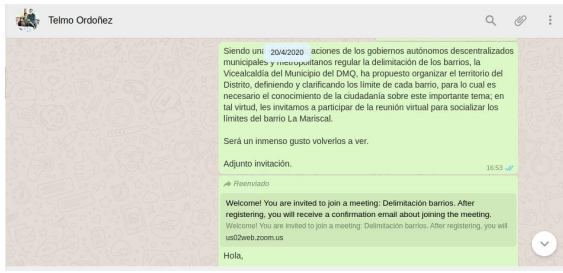 Telmo Ordoñez
20/4/2020
Siendo una aciones de los gobiernos autónomos descentralizados
municipales y metropolitanos regular la delimitación de los barrios, la
Vicealcaldía del Municipio del DMQ, ha propuesto organizar el territorio del
Distrito, definiendo y clarificando los límite de cada barrio, para lo cual es
necesario el conocimiento de la ciudadanía sobre este importante tema; en
tal virtud, les invitamos a participar de la reunión virtual para socializar los
límites del barrio La Mariscal.
Será un inmenso gusto volverlos a ver.
Adjunto invitación.
16:53
Reenviado
Welcome! You are invited to join a meeting: Delimitación barrios. After
registering, you will receive a confirmation email about joining the meeting.
Welcome! You are invited to join a meeting: Delimitación barrios. After registering, you will
us02web.zoom.us
Hola,